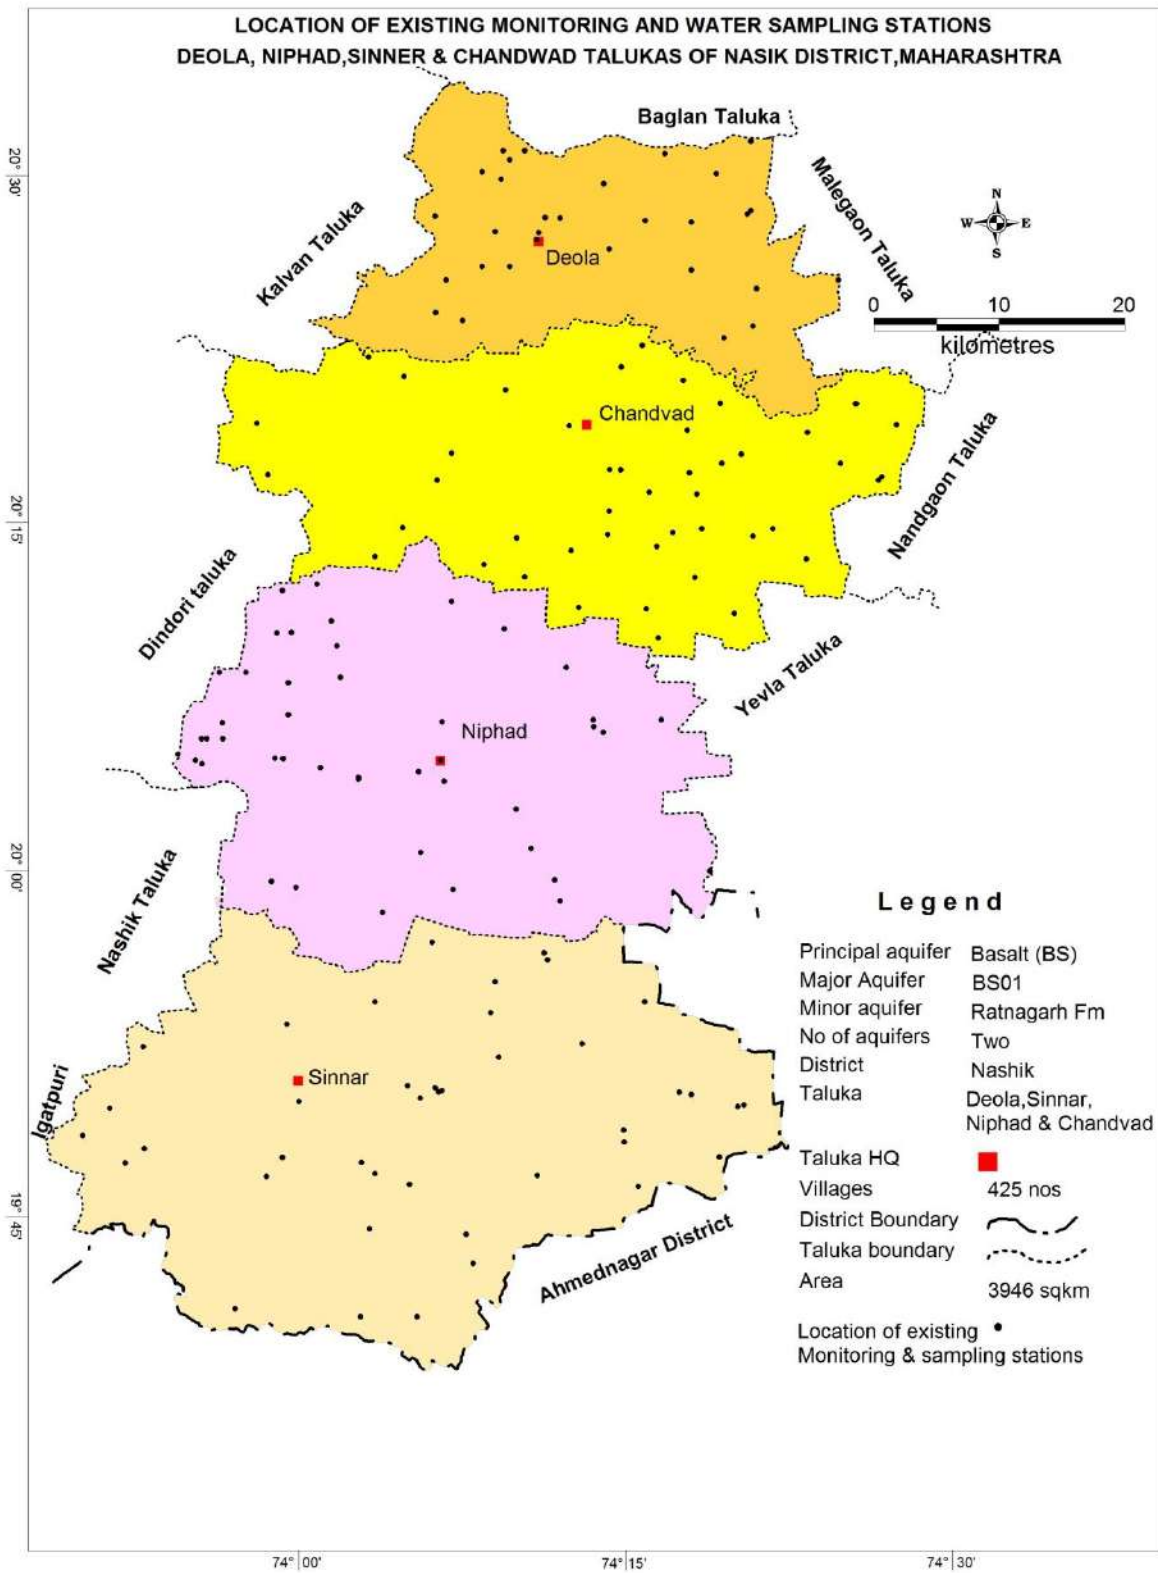 LOCATION OF EXISTING MONITORING AND WATER SAMPLING STATIONS
DEOLA, NIPHAD,SINNER & CHANDWAD TALUKAS OF NASIK DISTRICT,MAHARASHTRA
Baglan Taluka
Malegaon Taluka
Kalvan Taluka
20° 30'
N
W E
S
Deola
0 10 20
kilometres
Chandvad
Nandgaon Taluka
20° 15'
Dindori taluka
Yevla Taluka
Niphad
20° 00'
Nashik Taluka
Sinnar
Igatpuri
19° 45'
Ahmednagar District
Legend
Principal aquifer Basalt (BS)
Major Aquifer BS01
Minor aquifer Ratnagarh Fm
No of aquifers Two
District Nashik
Taluka Deola,Sinnar,
Niphad & Chandvad
Taluka HQ
Villages 425 nos
District Boundary
Taluka boundary
Area 3946 sqkm
Location of existing
Monitoring & sampling stations
74° 00' 74° 15' 74° 30'